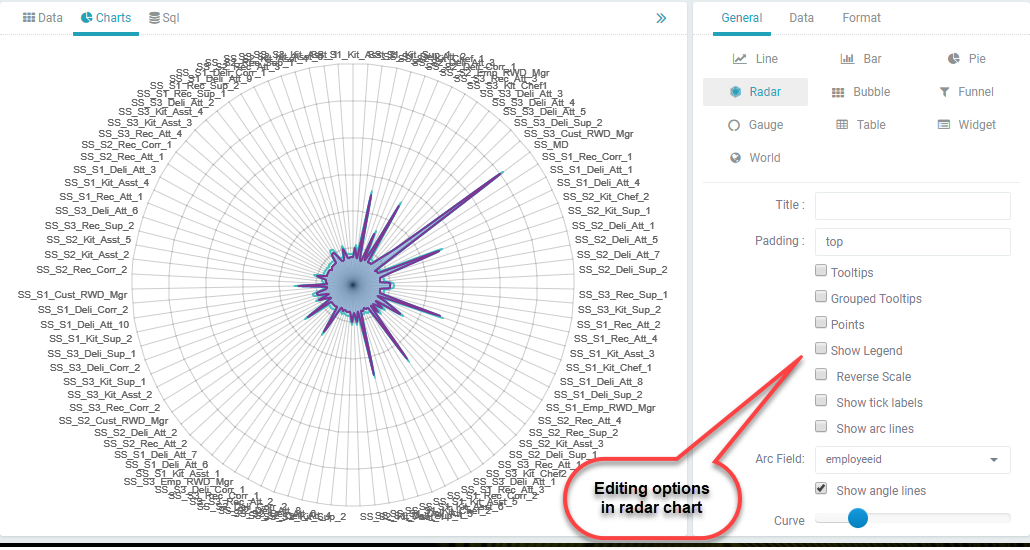 Data
Charts
Sql
General
Data
Format
Line
Bar
Pie
Radar
Bubble
Funnel
Gauge
Table
Widget
World
Title :
Padding :
top
Tooltips
Grouped Tooltips
Points
Show Legend
Reverse Scale
Show tick labels
Show arc lines
Arc Field:
employeeid
Show angle lines
Curve
Editing options
in radar chart
SS_S2_Emp_RWD_Mgr
SS_S3_Rec_Att_3
SS_S3_Kit_Chef1
SS_S3_Deli_Att_3
SS_S3_Deli_Att_4
SS_S3_Deli_Att_5
SS_S3_Deli_Sup_2
SS_S3_Cust_RWD_Mgr
SS_MD
SS_S1_Rec_Corr_1
SS_S1_Deli_Att_1
SS_S1_Deli_Att_4
SS_S2_Kit_Chef_2
SS_S2_Kit_Sup_1
SS_S2_Deli_Att_1
SS_S2_Deli_Att_5
SS_S2_Deli_Att_7
SS_S2_Deli_Sup_2
SS_S3_Rec_Sup_1
SS_S3_Kit_Sup_2
SS_S1_Rec_Att_2
SS_S1_Rec_Att_4
SS_S1_Kit_Asst_3
SS_S1_Kit_Chef_1
SS_S1_Deli_Att_8
SS_S1_Deli_Sup_2
SS_S1_Emp_RWD_Mgr
SS_S2_Rec_Att_4
SS_S2_Rec_Sup_2
SS_S2_Kit_Asst_3
SS_S2_Deli_Sup_1
SS_S3_Rec_Att_1
SS_S3_Kit_Chef2
SS_S3_Deli_Att_1
SS_S3_Emp_RWD_Mgr
SS_S1_Kit_Asst_1
SS_S1_Deli_Att_6
SS_S1_Deli_Att_7
SS_S2_Rec_Att_2
SS_S2_Deli_Att_2
SS_S2_Cust_RWD_Mgr
SS_S3_Rec_Corr_2
SS_S3_Kit_Asst_2
SS_S3_Kit_Sup_1
SS_S3_Deli_Corr_2
SS_S3_Deli_Sup_1
SS_S1_Kit_Sup_2
SS_S1_Deli_Att_10
SS_S1_Deli_Corr_2
SS_S1_Cust_RWD_Mgr
SS_S2_Rec_Corr_2
SS_S2_Kit_Asst_2
SS_S2_Kit_Asst_5
SS_S3_Rec_Sup_2
SS_S3_Deli_Att_6
SS_S1_Rec_Att_1
SS_S1_Kit_Asst_4
SS_S1_Deli_Att_3
SS_S2_Rec_Att_1
SS_S2_Rec_Corr_1
SS_S3_Rec_Att_4
SS_S3_Kit_Asst_3
SS_S3_Kit_Asst_4
SS_S3_Deli_Att_2
SS_S1_Rec_Sup_1
SS_S1_Rec_Sup_2
SS_S1_Deli_Att_9
SS_S1_Deli_Corr_1